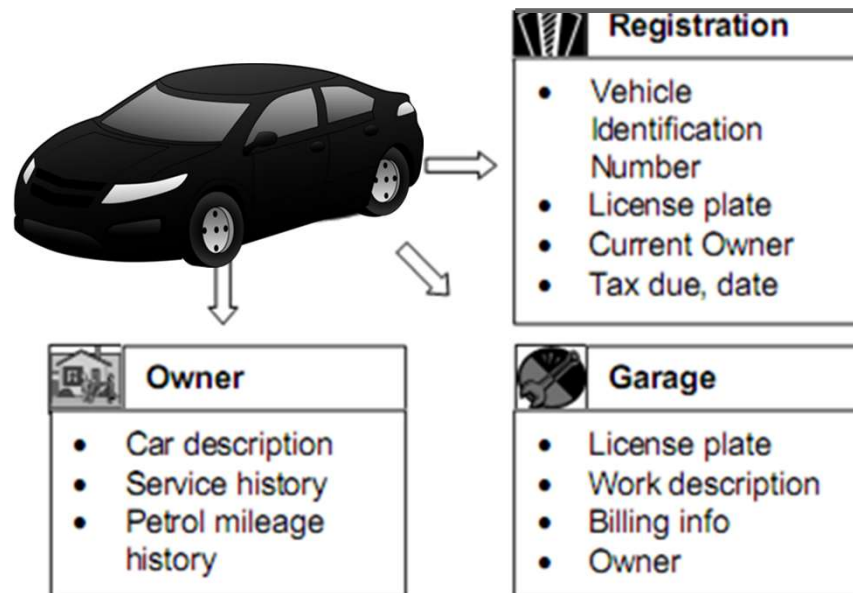 Registration
• Vehicle
Identification
Number
• License plate
• Current Owner
• Tax due, date
Owner
• Car description
• Service history
• Petrol mileage
history
Garage
• License plate
• Work description
• Billing info
• Owner